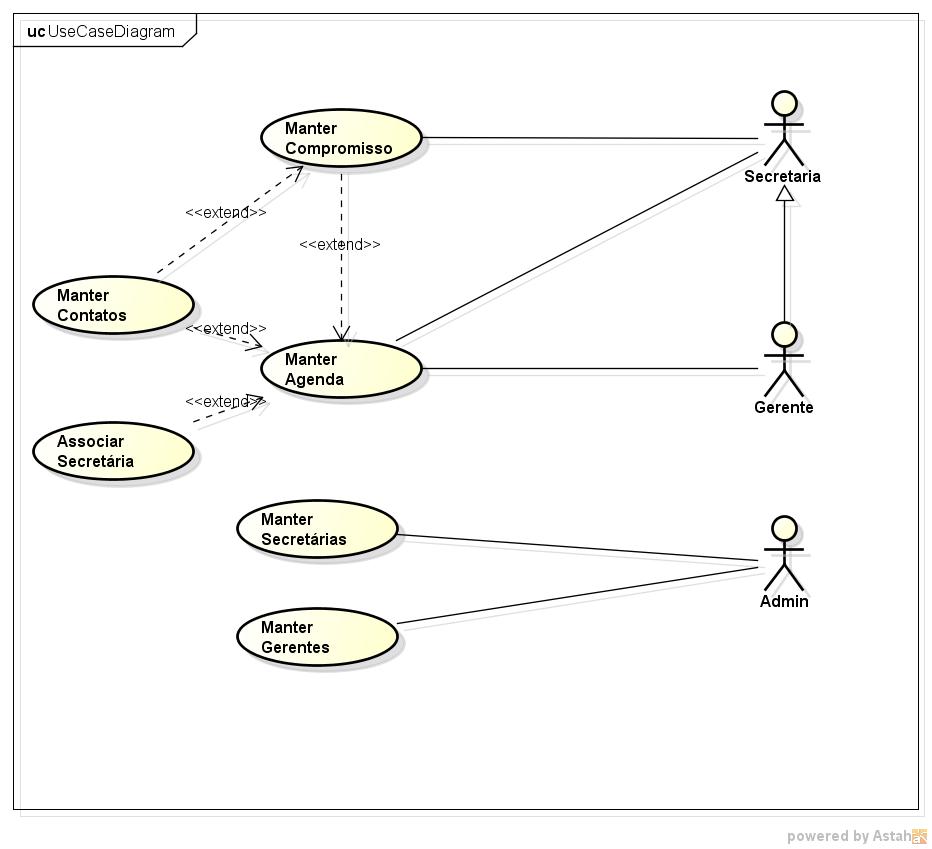 uc UseCaseDiagram
Manter
Compromisso
Secretaria
<<extend>>
<<extend>>
Manter
Contatos
<<extend>>
Manter
Agenda
Gerente
<<extend>>
Associar
Secretária
Manter
Secretárias
Admin
Manter
Gerentes
powered by Astah